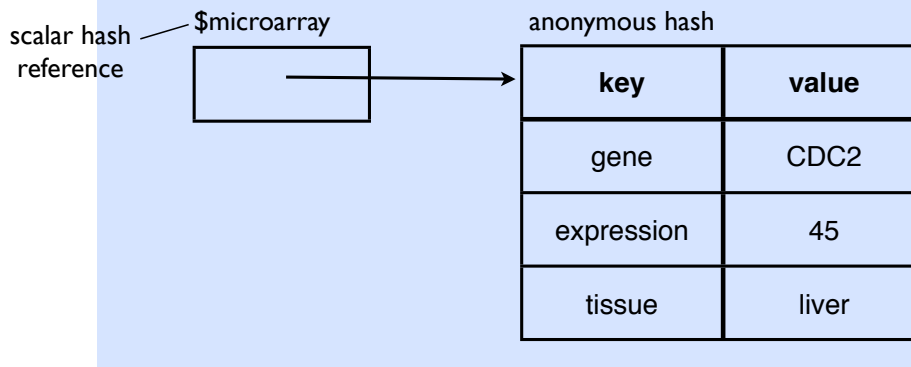 scalar hash
reference
$microarray
anonymous hash
key value
gene CDC2
expression 45
tissue liver